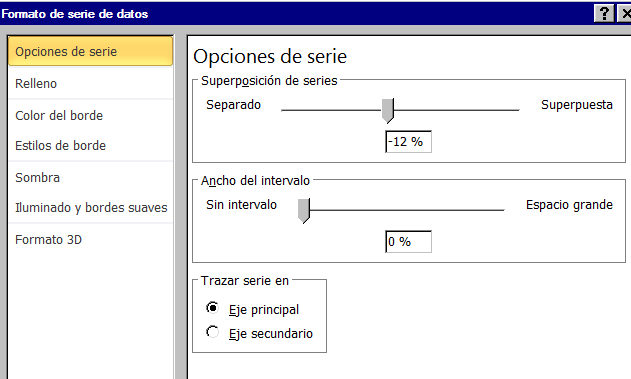 Formato de serie de datos
Opciones de serie
Relleno
Color del borde
Estilos de borde
Sombra
Iluminado y bordes suaves
Formato 3D
Opciones de serie
Superposición de series
Separado Superpuesta
-12 %
Ancho del intervalo
Sin intervalo Espacio grande
0 %
Trazar serie en
Eje principal
Eje secundario